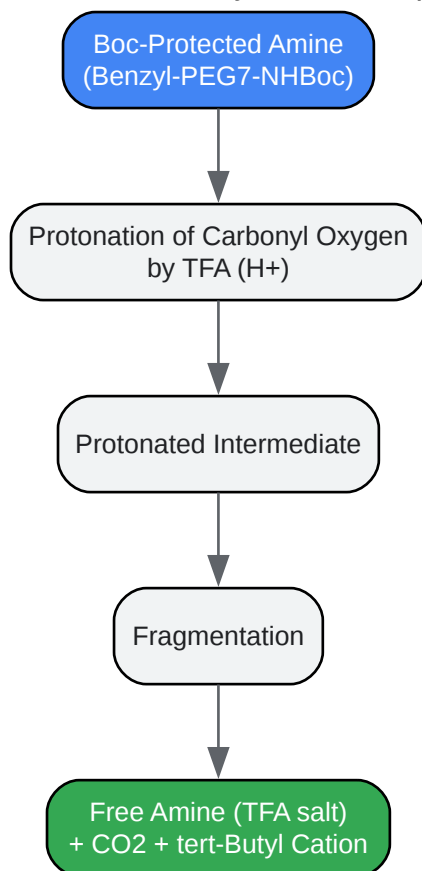 Boc-Protected Amine
(Benzyl-PEG7-NHBoc)
Protonation of Carbonyl Oxygen
by TFA (H+)
Protonated Intermediate
Fragmentation
Free Amine (TFA salt)
+ CO2 + tert-Butyl Cation